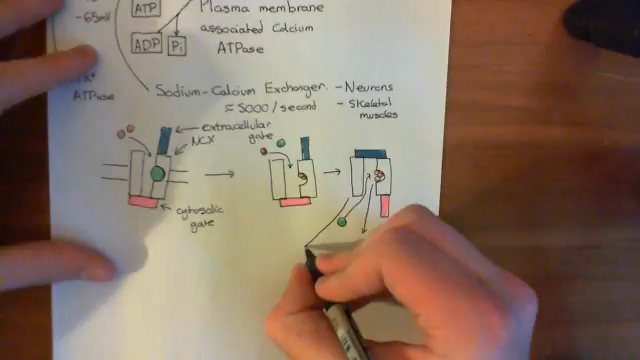 -65mV
ATP
Plasma membrane
associated Calcium
ATPase
ADP
Pi
ATPase
Sodium-Calcium Exchanger
≈ 5000/second
- Neurons
- Skeletal
muscles
extracellular
gate
NCX
cytosolic
gate